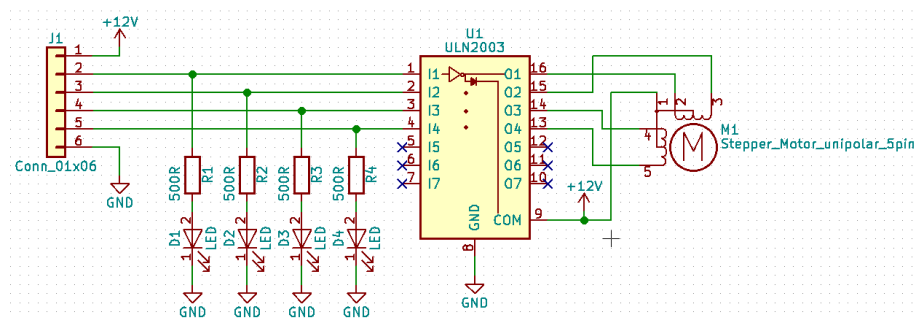 +12V
J1
1
2
3
4
5
6
Conn_01x06
GND
500R
R1
500R
R2
500R
R3
500R
R4
2
D1
LED
1
2
D2
LED
1
2
D3
LED
1
2
D4
LED
1
GND
GND
GND
GND
U1
ULN2003
1 I1 O1 16
2 I2 O2 15
3 I3 O3 14
4 I4 O4 13
5 I5 O5 12
6 I6 O6 11
7 I7 O7 10
GND
COM 9
8
GND
+12V
1
2
3
4
5
M
M1
Stepper_Motor_unipolar_5pin